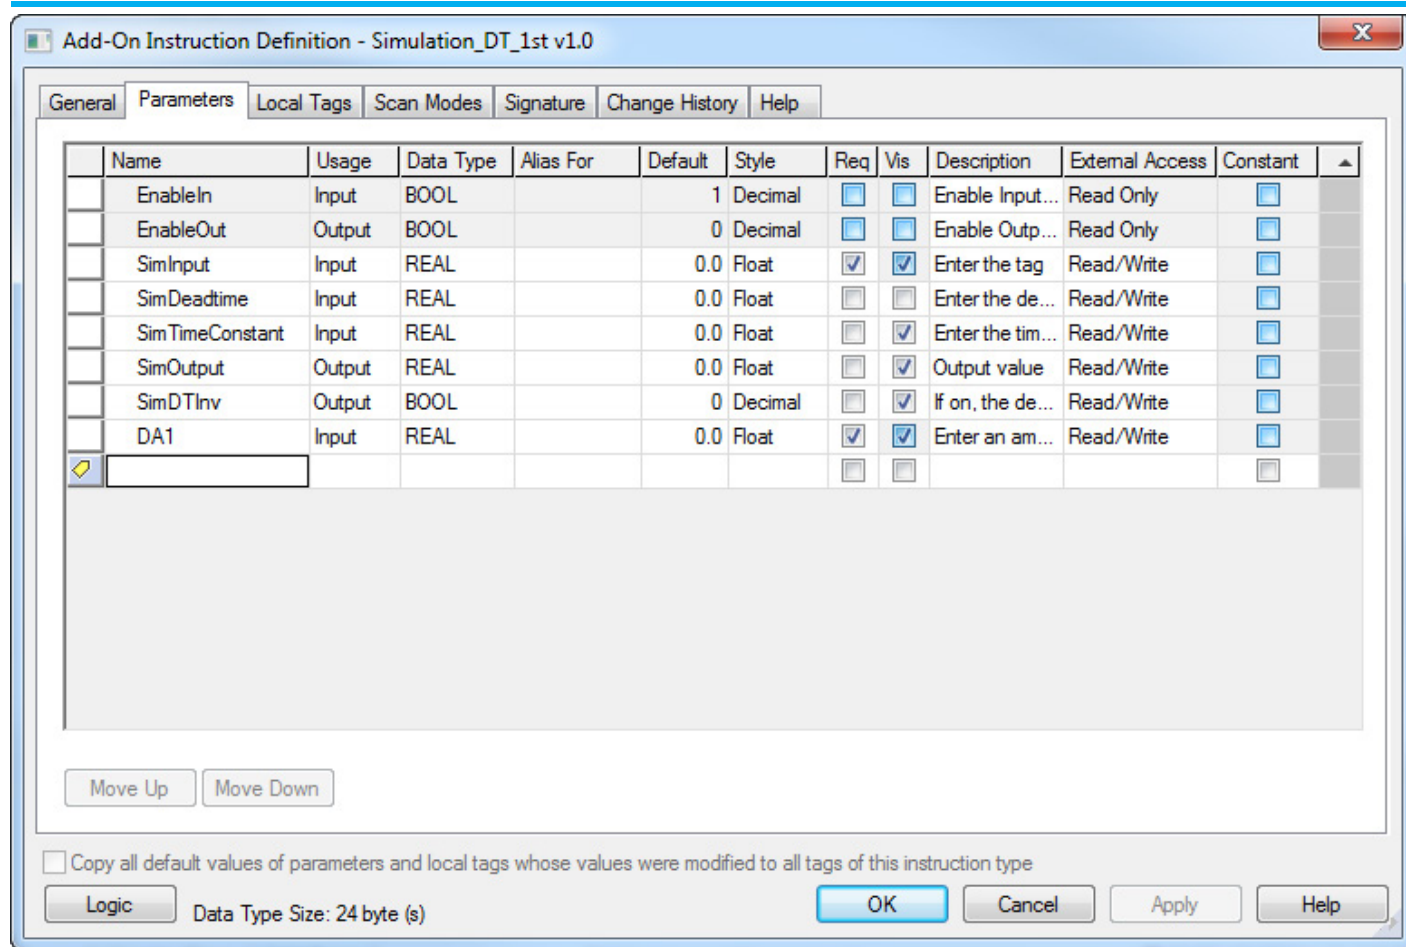 Add-On Instruction Definition - Simulation_DT_1st v1.0
X
General Parameters Local Tags Scan Modes Signature Change History Help
Name Usage Data Type Alias For Default Style Req Vis Description External Access Constant
EnableIn Input BOOL 1 Decimal Enable Input... Read Only
EnableOut Output BOOL 0 Decimal Enable Outp... Read Only
SimInput Input REAL 0.0 Float Enter the tag Read/Write
SimDeadtime Input REAL 0.0 Float Enter the de... Read/Write
SimTimeConstant Input REAL 0.0 Float Enter the tim... Read/Write
SimOutput Output REAL 0.0 Float Output value Read/Write
SimDTInv Output BOOL 0 Decimal If on, the de... Read/Write
DA1 Input REAL 0.0 Float Enter an am... Read/Write
Move Up Move Down
Copy all default values of parameters and local tags whose values were modified to all tags of this instruction type
Logic Data Type Size: 24 byte (s) OK Cancel Apply Help